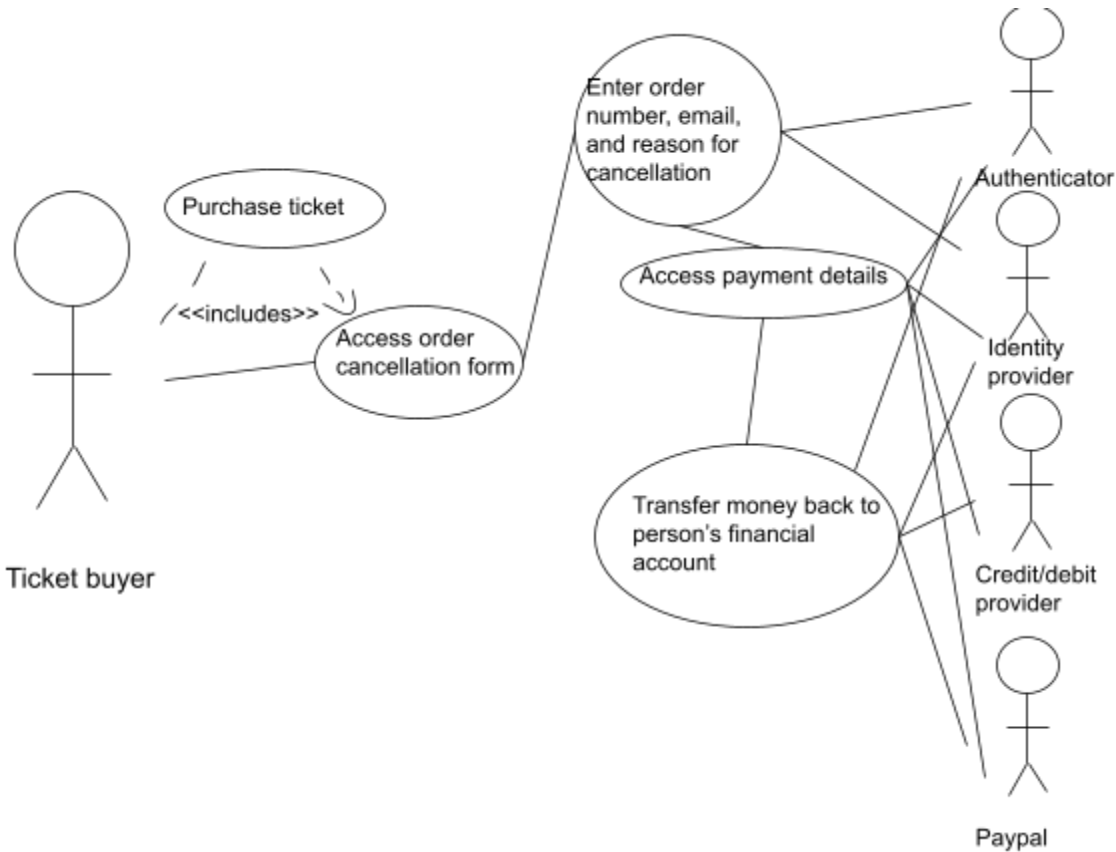 Enter order
number, email,
and reason for
cancellation
Authenticator
Purchase ticket
Access payment details
<<includes>>
Access order
cancellation form
Identity
provider
Transfer money back to
person's financial
account
Ticket buyer
Credit/debit
provider
Paypal